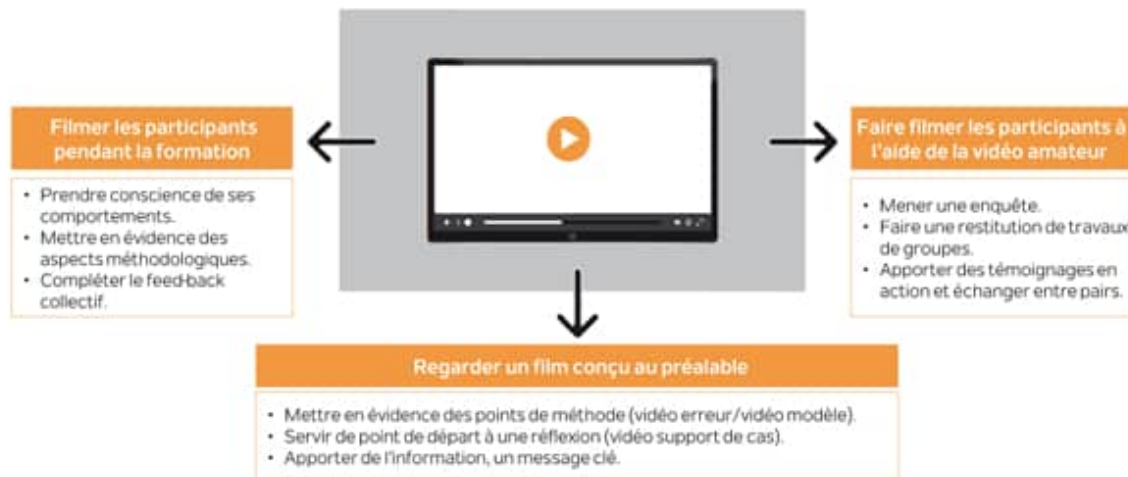 Filmer les participants
pendant la formation
• Prendre conscience de ses
comportements.
• Mettre en évidence des
aspects méthodologiques.
• Compléter le feed-back
collectif.
Faire filmer les participants à
l'aide de la vidéo amateur
• Mener une enquête.
• Faire une restitution de travaux
de groupes.
• Apporter des témoignages en
action et échanger entre pairs.
Regarder un film conçu au préalable
• Mettre en évidence des points de méthode (vidéo erreur/vidéo modèle).
• Servir de point de départ à une réflexion (vidéo support de cas).
• Apporter de l'information, un message clé.